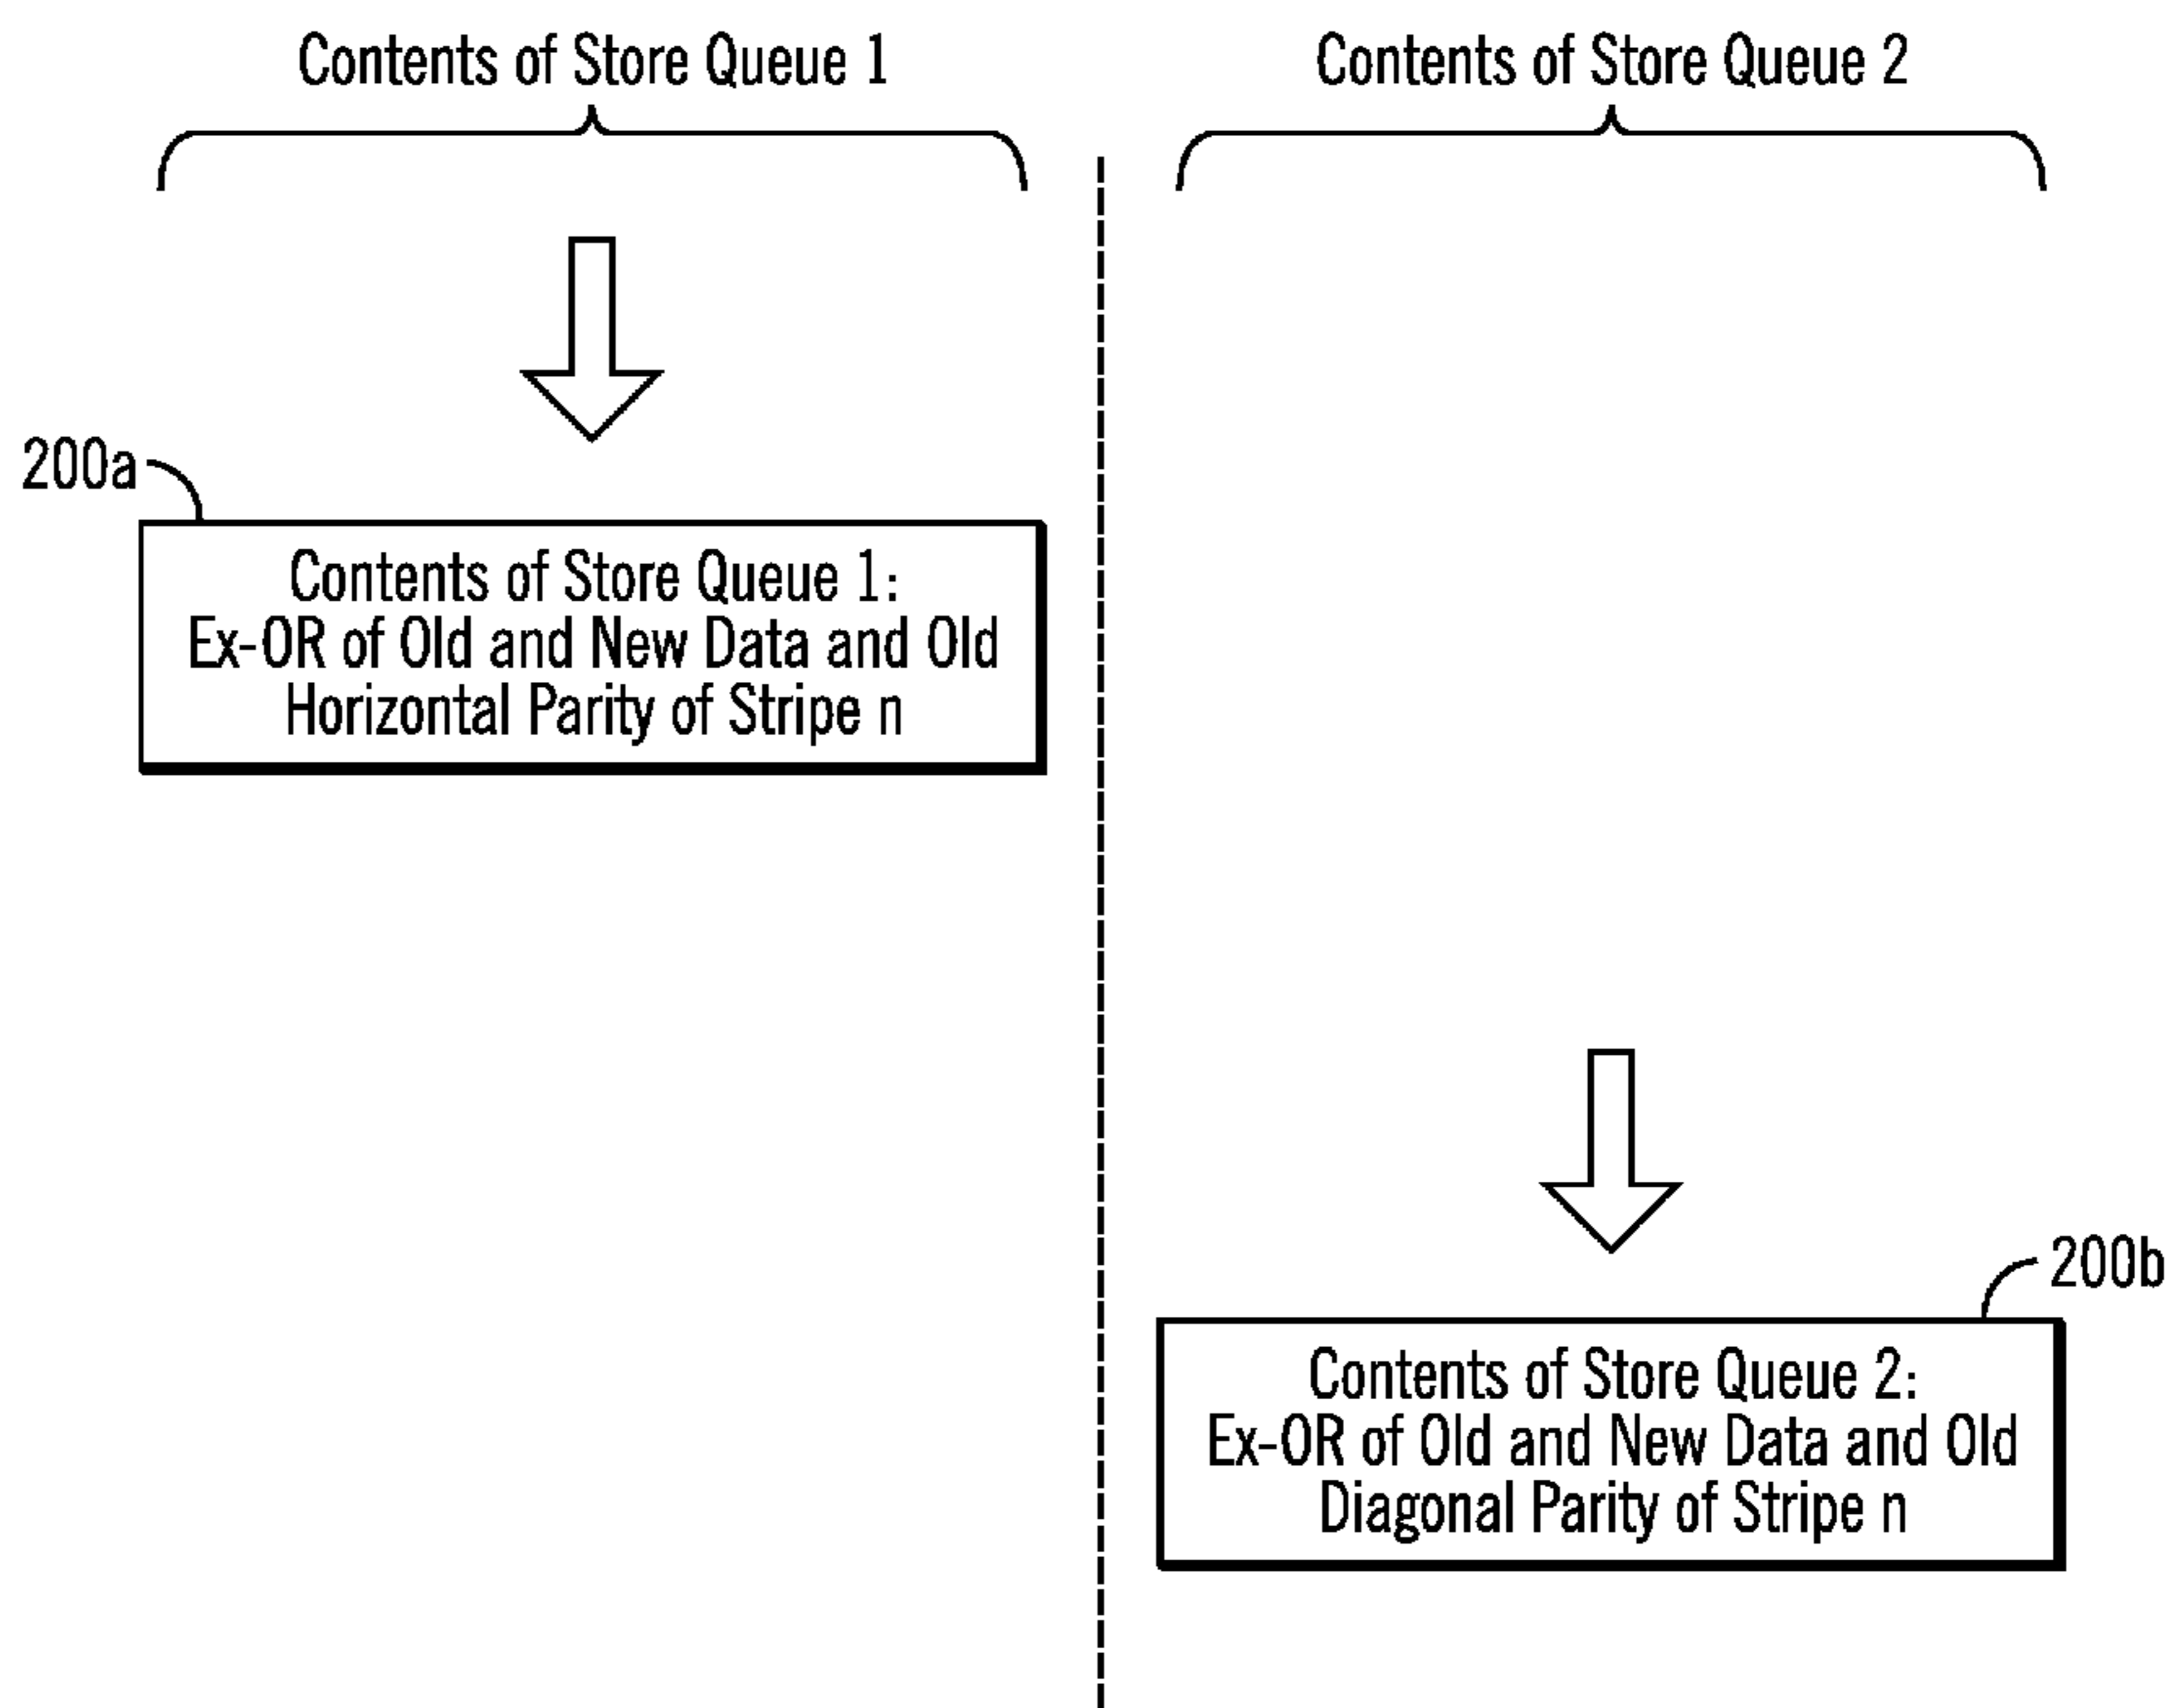 Contents of Store Queue 1
Contents of Store Queue 2
200a
Contents of Store Queue 1:
Ex-OR of Old and New Data and Old
Horizontal Parity of Stripe n
200b
Contents of Store Queue 2:
Ex-OR of Old and New Data and Old
Diagonal Parity of Stripe n